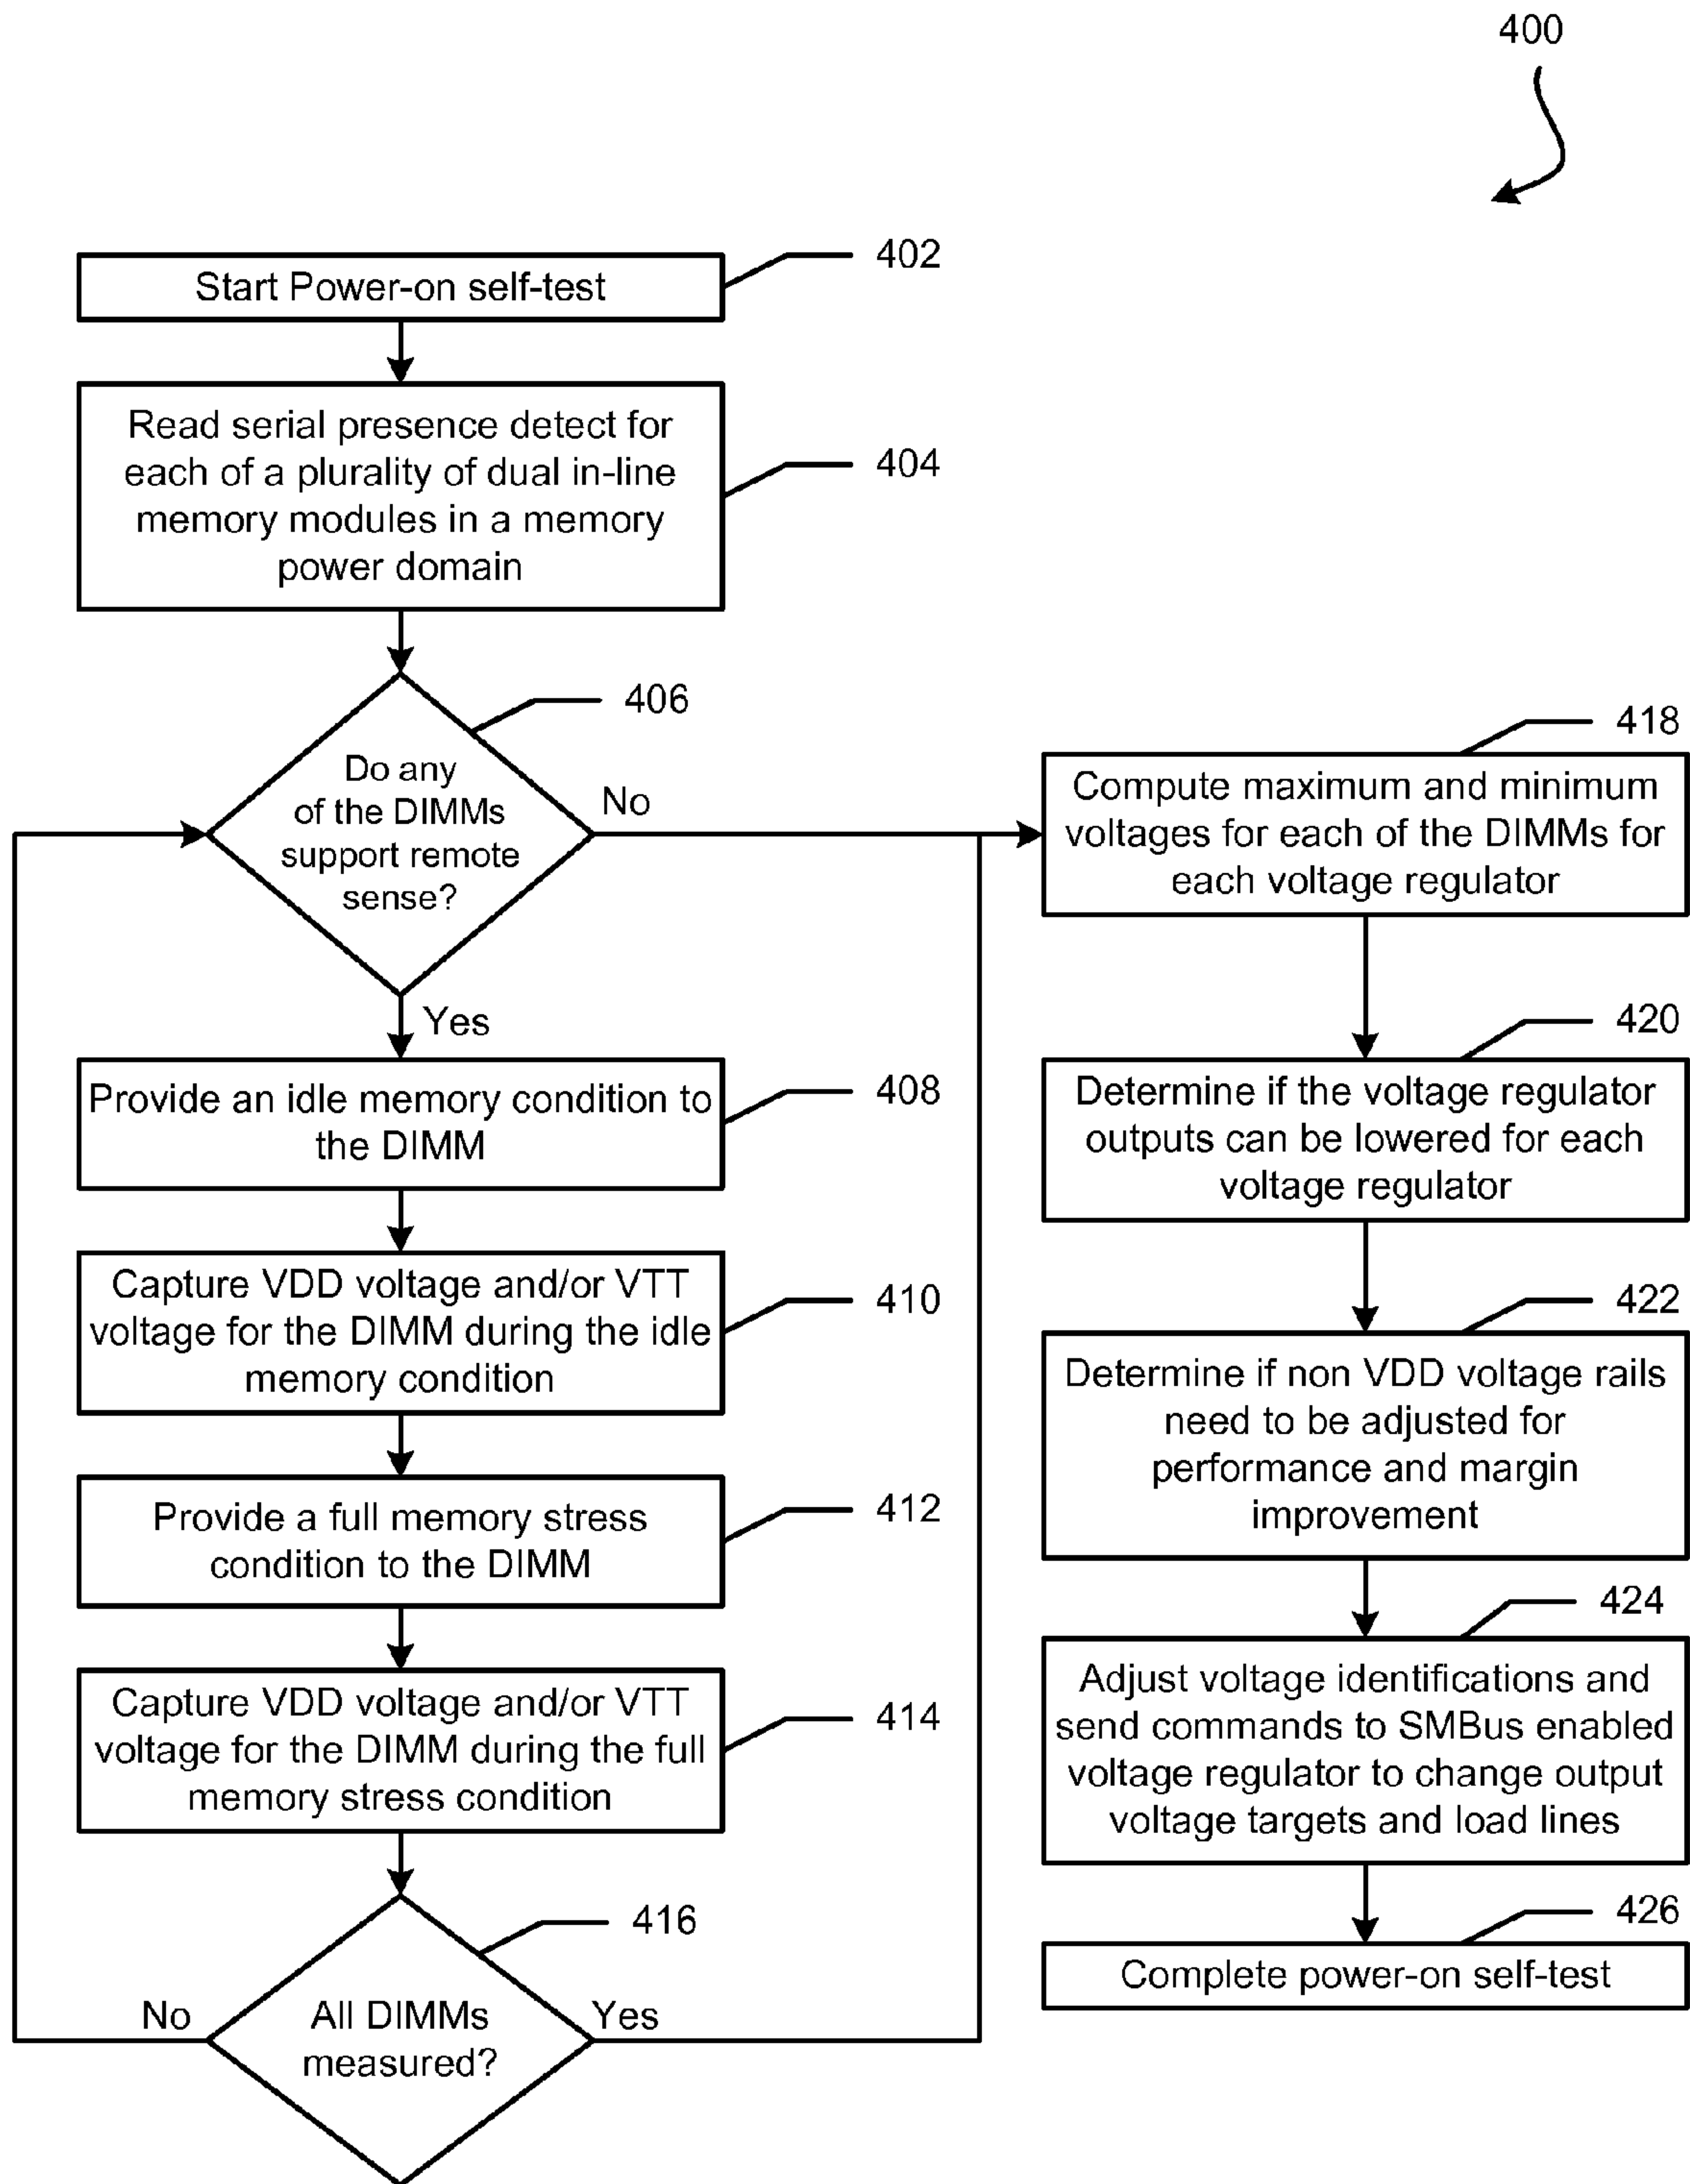 400
Start Power-on self-test
402
Read serial presence detect for
each of a plurality of dual in-line
memory modules in a memory
power domain
404
406
Do any
of the DIMMs
support remote
sense?
No
Yes
Provide an idle memory condition to
the DIMM
408
Capture VDD voltage and/or VTT
voltage for the DIMM during the idle
memory condition
410
Provide a full memory stress
condition to the DIMM
412
Capture VDD voltage and/or VTT
voltage for the DIMM during the full
memory stress condition
414
416
All DIMMs
measured?
No
Yes
418
Compute maximum and minimum
voltages for each of the DIMMs for
each voltage regulator
420
Determine if the voltage regulator
outputs can be lowered for each
voltage regulator
422
Determine if non VDD voltage rails
need to be adjusted for
performance and margin
improvement
424
Adjust voltage identifications and
send commands to SMBus enabled
voltage regulator to change output
voltage targets and load lines
426
Complete power-on self-test